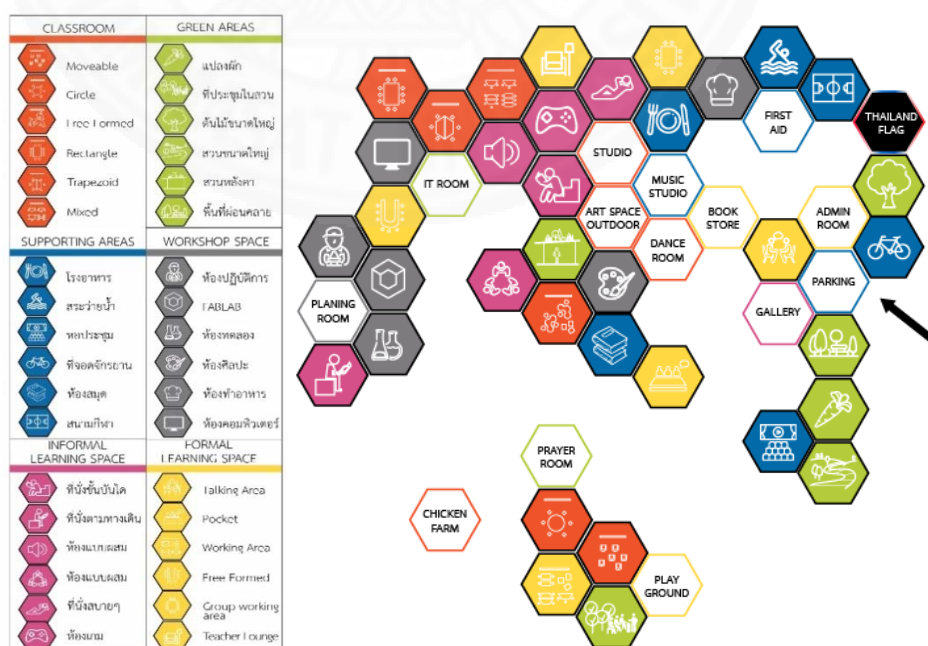 CLASSROOM
Moveable
Circle
Free Formed
Rectangle
Trapezoid
Mixed
GREEN AREAS
แปลงผัก
ที่ประชุมในสวน
ต้นไม้ขนาดใหญ่
สวนขนาดใหญ่
สวนหลังคา
พื้นที่ผ่อนคลาย
SUPPORTING AREAS
โรงอาหาร
สระว่ายน้ำ
หอประชุม
ที่จอดจักรยาน
ห้องสมุด
สนามกีฬา
WORKSHOP SPACE
ห้องปฏิบัติการ
FABLAB
ห้องทดลอง
ห้องศิลปะ
ห้องทำอาหาร
ห้องคอมพิวเตอร์
INFORMAL
LEARNING SPACE
ที่นั่งขั้นบันได
ที่นั่งตามทางเดิน
ห้องแบบผสม
ห้องแบบผสม
ที่นั่งสบายๆ
ห้องเกม
FORMAL
LEARNING SPACE
Talking Area
Pocket
Working Area
Free Formed
Group working
area
Teacher Lounge
THAILAND
FLAG
FIRST
AID
STUDIO
IT ROOM
MUSIC
STUDIO
ART SPACE
OUTDOOR
BOOK
STORE
ADMIN
ROOM
DANCE
ROOM
PARKING
PLANING
ROOM
GALLERY
PRAYER
ROOM
CHICKEN
FARM
PLAY
GROUND